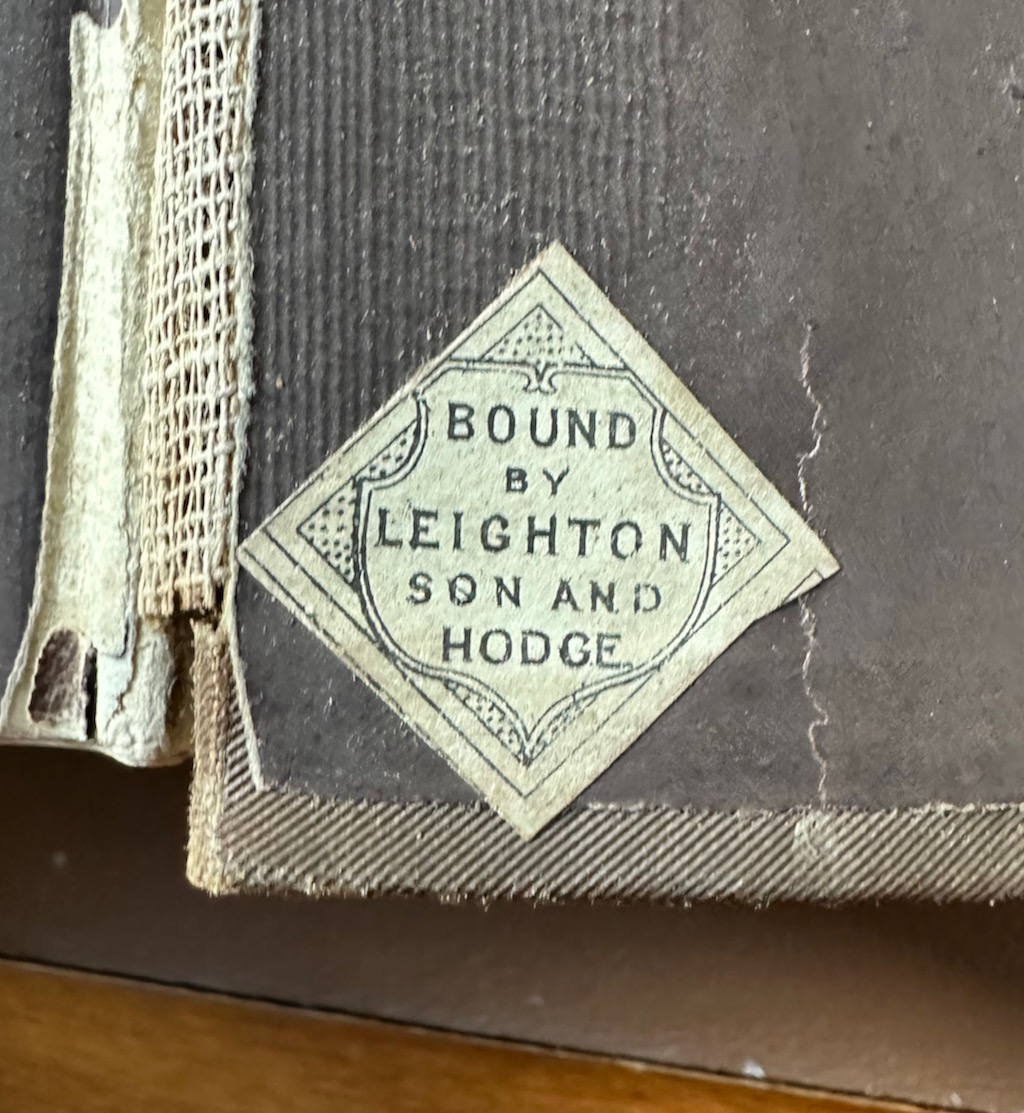 BOUND
BY
LEIGHTON
SON AND
HODGE